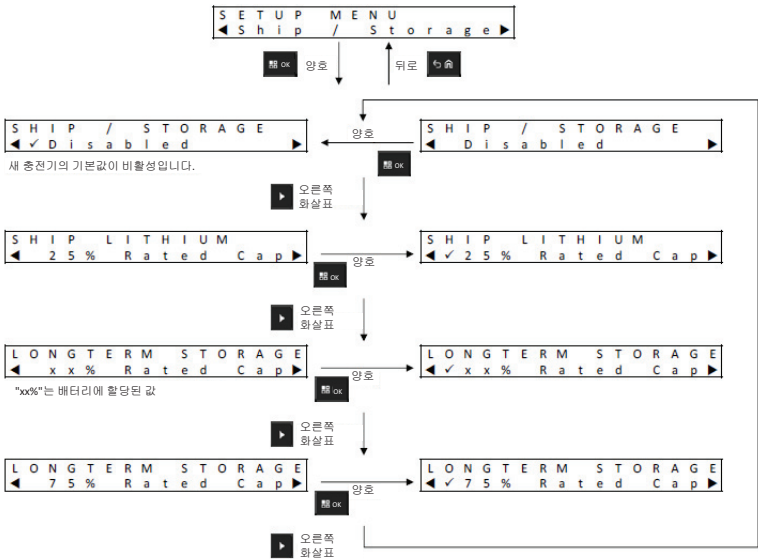 SETUP MENU
◀Ship / Storage▶
OK 양호
뒤로
SHIP / STORAGE
◀✓Disabled ▶
양호
OK
SHIP / STORAGE
◀ Disabled ▶
새 충전기의 기본값이 비활성입니다.
오른쪽
화살표
SHIP LITHIUM
◀ 25% Rated Cap▶
양호
OK
SHIP LITHIUM
◀✓25% Rated Cap▶
오른쪽
화살표
LONGTERM STORAGE
◀ xx% Rated Cap▶
양호
OK
LONGTERM STORAGE
◀✓xx% Rated Cap▶
"xx%"는 배터리에 할당된 값
오른쪽
화살표
LONGTERM STORAGE
◀ 75% Rated Cap▶
양호
OK
LONGTERM STORAGE
◀✓75% Rated Cap▶
오른쪽
화살표